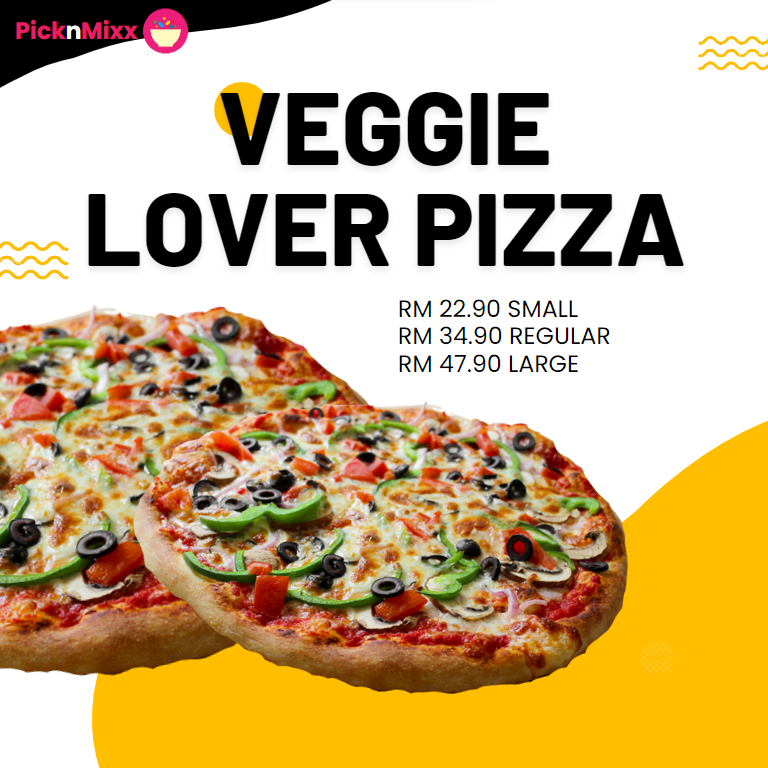 PicknMixx
VEGGIE
LOVER PIZZA
RM 22.90 SMALL
RM 34.90 REGULAR
RM 47.90 LARGE